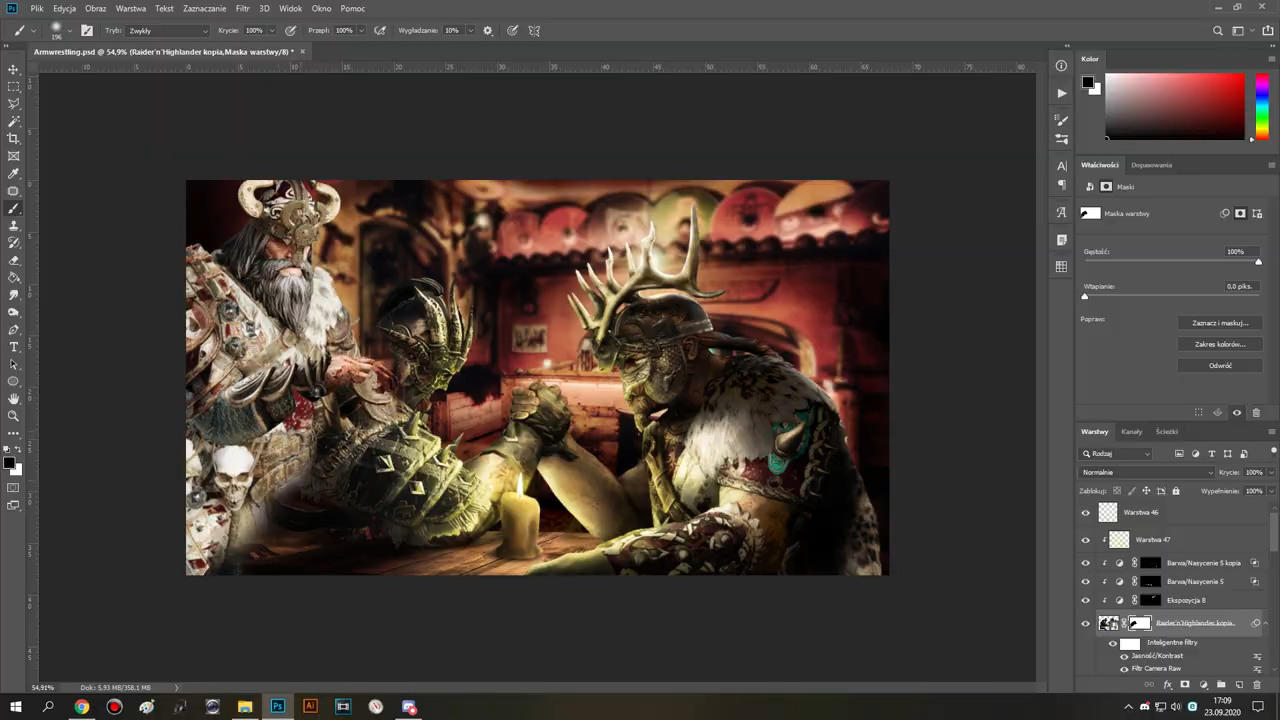 Plik Edycja Obraz Warstwa Tekst Zaznaczanie Filtr 3D Widok Okno Pomoc
196 Tryb: Zwykły Krycie: 100% Przepł: 100% Wygładzanie: 10%
Armwrestling.psd @ 54,9% (Raider'n'Highlander kopia,Maska warstwy/8) *
Kolor
Właściwości Dopasowania
Maski
Maska warstwy
Gęstość: 100%
Wtapianie: 0,0 piks.
Popraw: Zaznacz i maskuj...
Zakres kolorów...
Odwróć
Warstwy Kanały Ścieżki
Rodzaj
Normalnie Krycie: 100%
Zablokuj: Wypełnienie: 100%
Warstwa 46
Warstwa 47
Barwa/Nasycenie 5 kopia
Barwa/Nasycenie 5
Ekspozycja 8
Raider'n'Highlander kopia
Inteligentne filtry
Jasność/Kontrast
Filtr Camera Raw
54,91% Dok: 5,93 MB/358,1 MB
17:09
23.09.2020